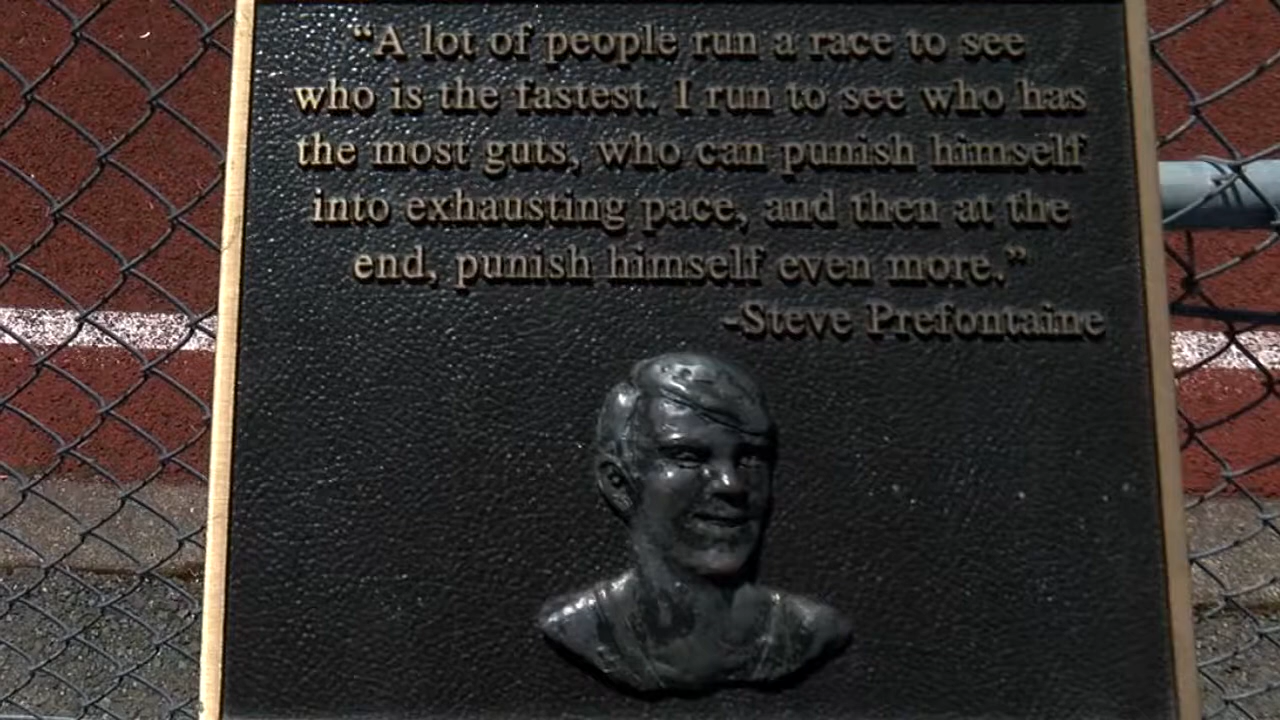 “A lot of people run a race to see
who is the fastest. I run to see who has
the most guts, who can punish himself
into exhausting pace, and then at the
end, punish himself even more.”
-Steve Prefontaine